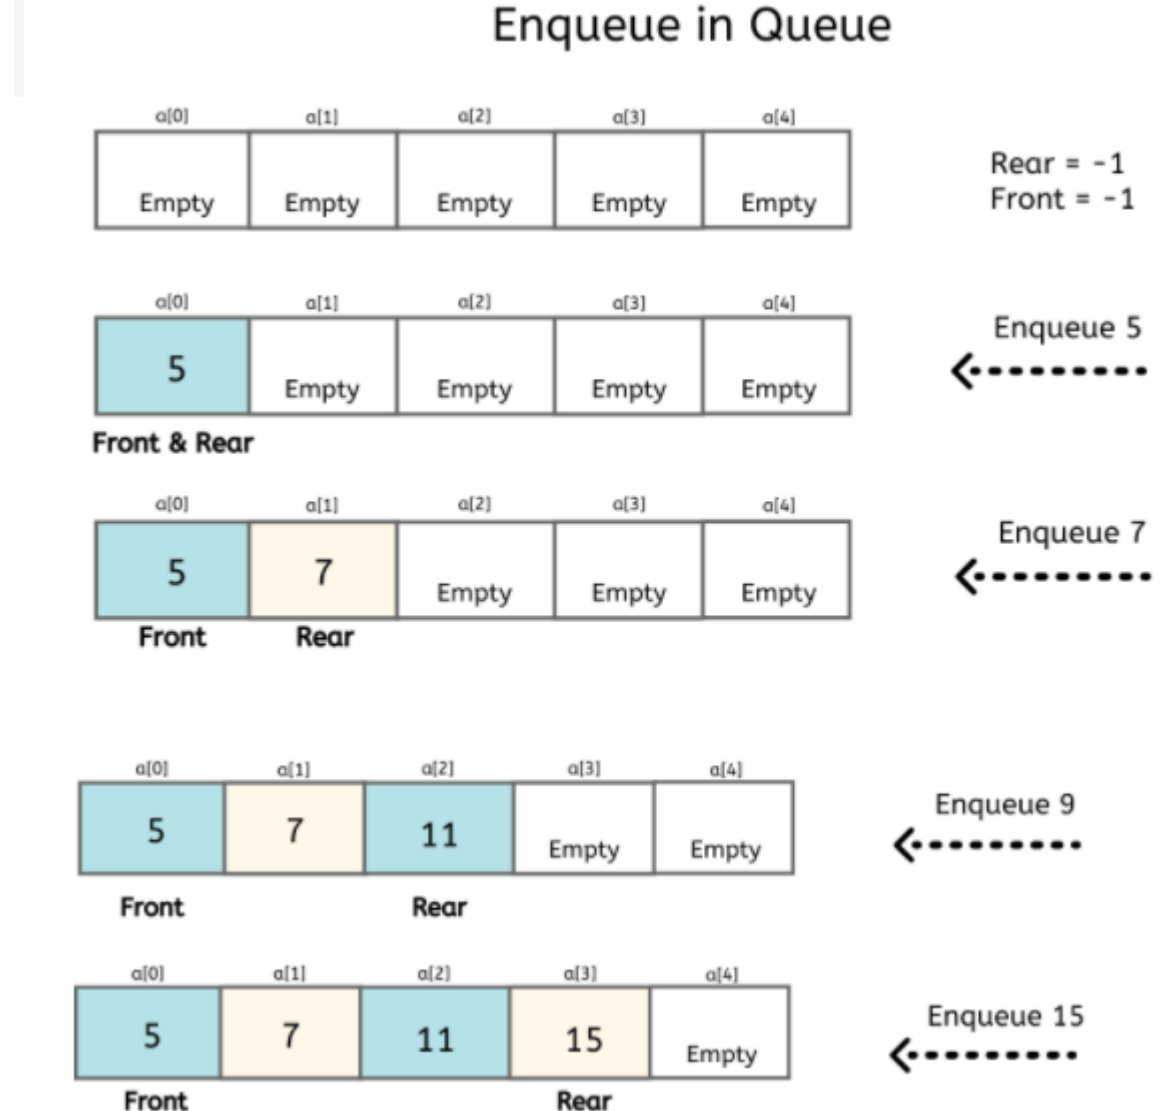 Enqueue in Queue
a[0] a[1] a[2] a[3] a[4]
Empty Empty Empty Empty Empty
Rear = -1
Front = -1
a[0] a[1] a[2] a[3] a[4]
5 Empty Empty Empty Empty
Enqueue 5
Front & Rear
a[0] a[1] a[2] a[3] a[4]
5 7 Empty Empty Empty
Enqueue 7
Front Rear
a[0] a[1] a[2] a[3] a[4]
5 7 11 Empty Empty
Enqueue 9
Front Rear
a[0] a[1] a[2] a[3] a[4]
5 7 11 15 Empty
Enqueue 15
Front Rear